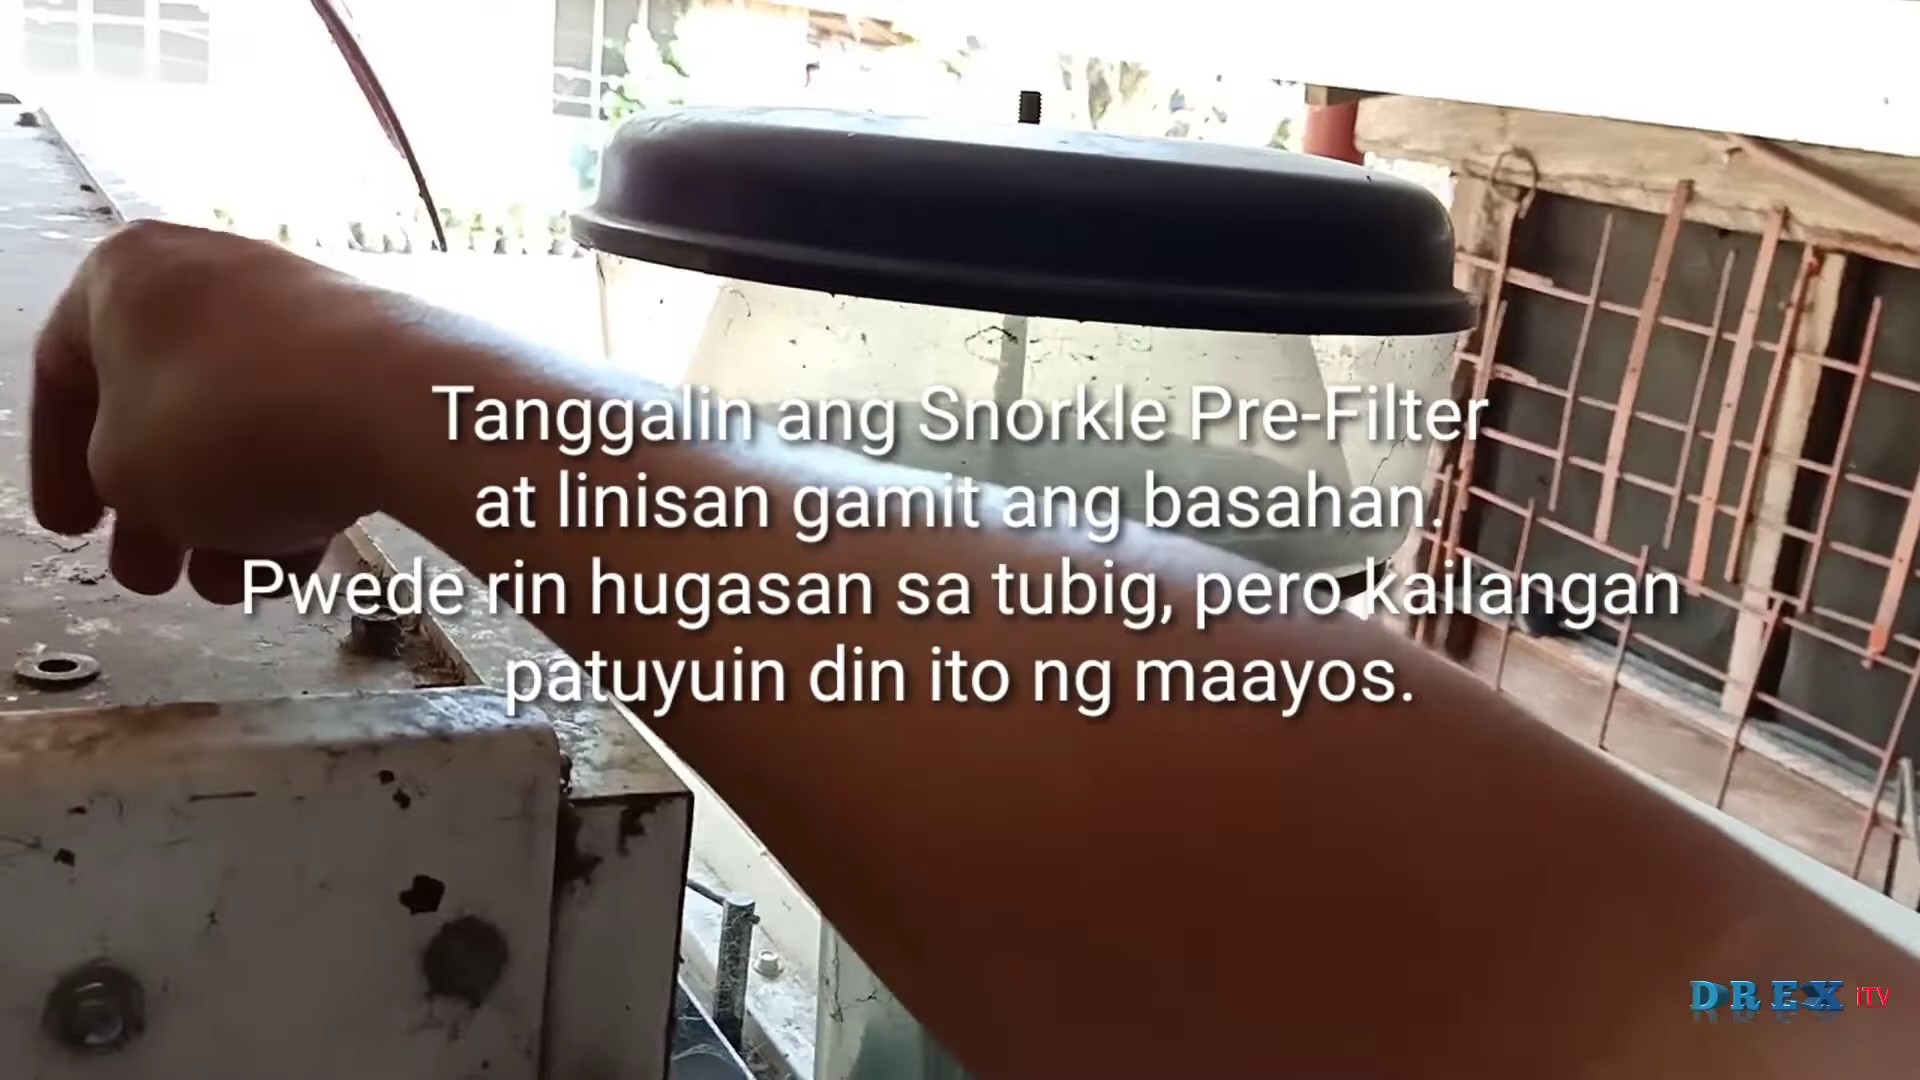 Tanggalin ang Snorkle Pre-Filter
at linisan gamit ang basahan.
Pwede rin hugasan sa tubig, pero kailangan
patuyuin din ito ng maayos.
DREX iTV